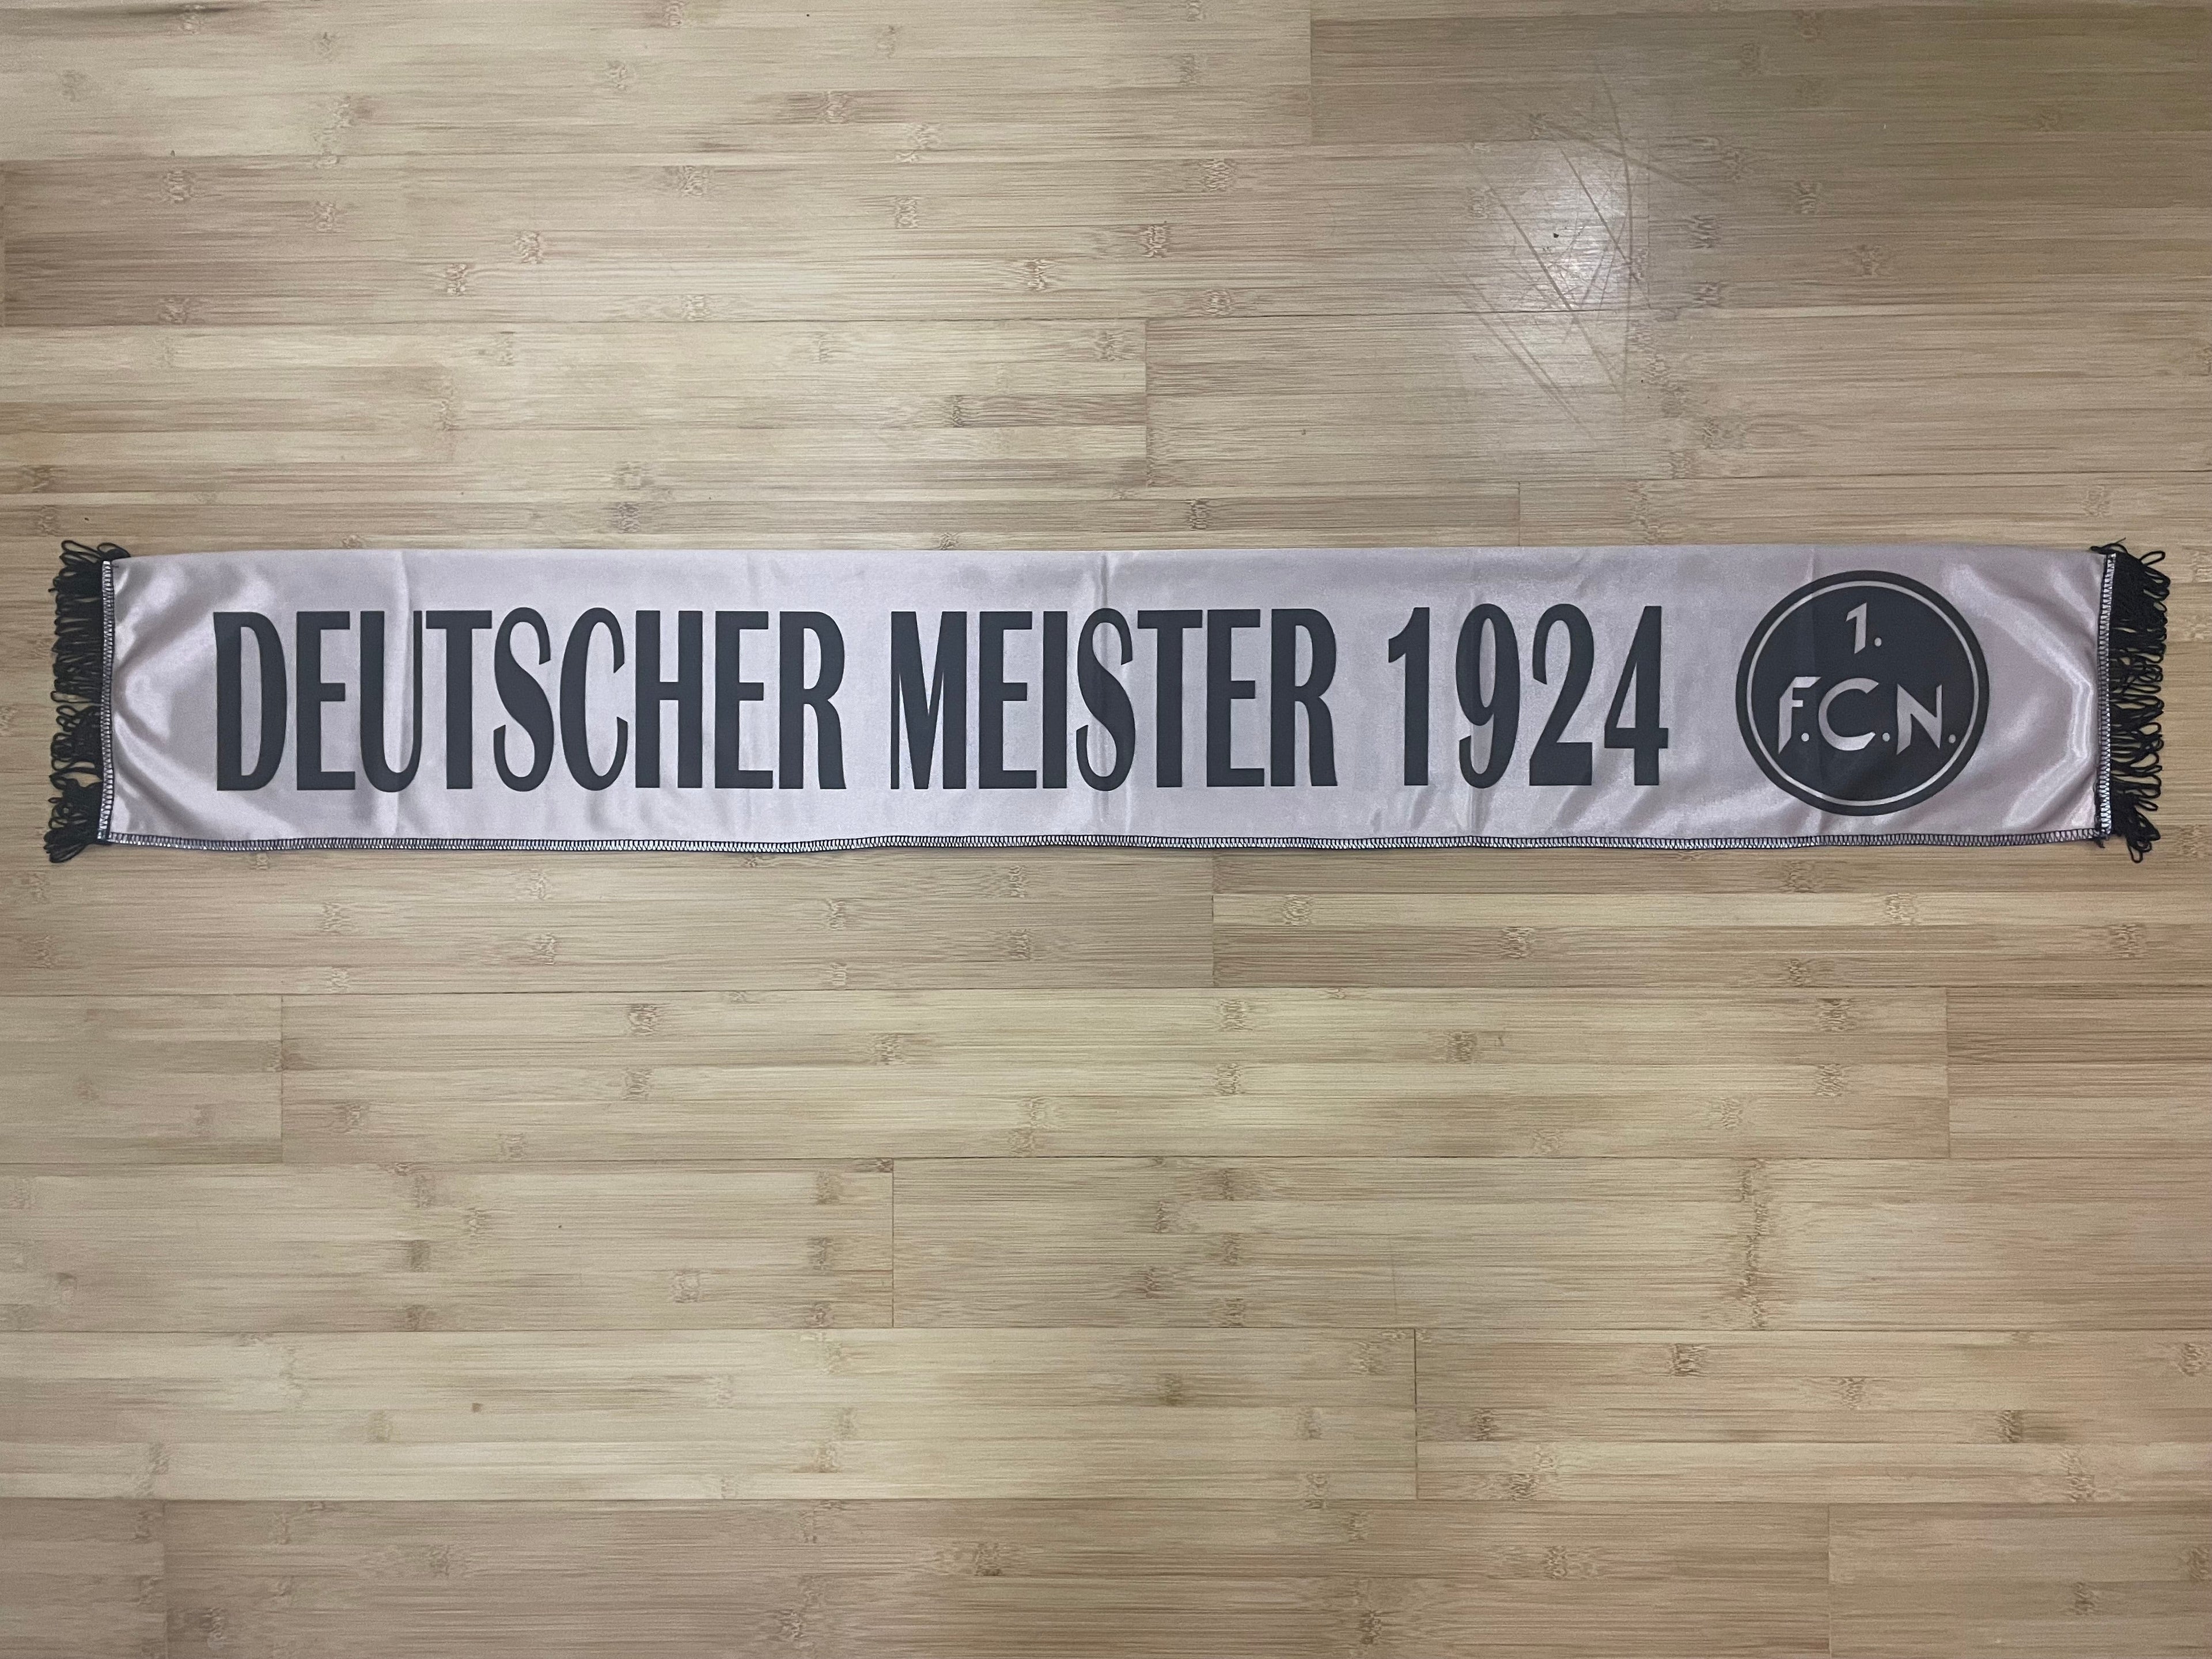 DEUTSCHER MEISTER 1924
1.
F.C.N.